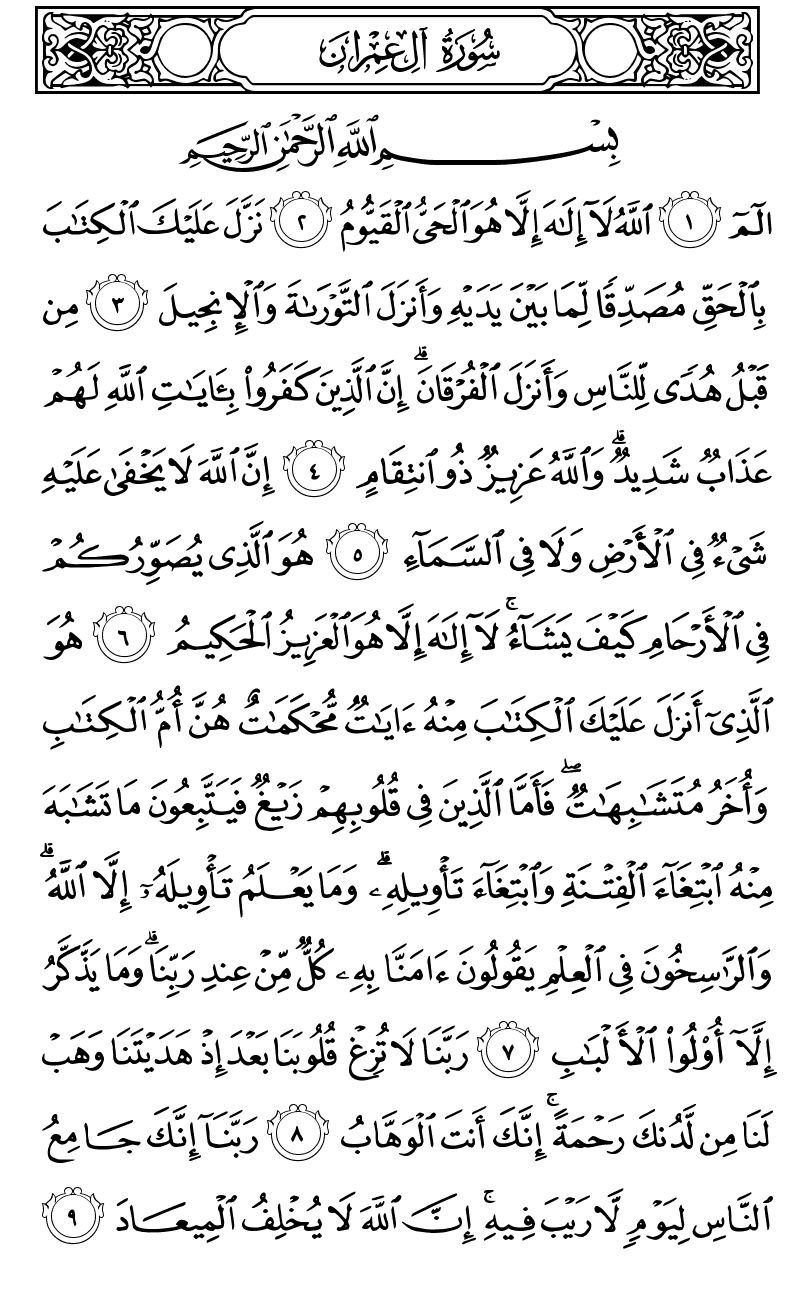 سُورَةُ آلِ عِمْرَان
بِسْمِ ٱللَّهِ ٱلرَّحْمَٰنِ ٱلرَّحِيمِ
الٓمٓ ١ ٱللَّهُ لَآ إِلَٰهَ إِلَّا هُوَ ٱلْحَىُّ ٱلْقَيُّومُ ٢ نَزَّلَ عَلَيْكَ ٱلْكِتَٰبَ
بِٱلْحَقِّ مُصَدِّقًا لِّمَا بَيْنَ يَدَيْهِ وَأَنزَلَ ٱلتَّوْرَىٰةَ وَٱلْإِنجِيلَ ٣ مِن
قَبْلُ هُدًى لِّلنَّاسِ وَأَنزَلَ ٱلْفُرْقَانَ ۗ إِنَّ ٱلَّذِينَ كَفَرُوا۟ بِـَٔايَٰتِ ٱللَّهِ لَهُمْ
عَذَابٌ شَدِيدٌ ۗ وَٱللَّهُ عَزِيزٌ ذُو ٱنتِقَامٍ ٤ إِنَّ ٱللَّهَ لَا يَخْفَىٰ عَلَيْهِ
شَىْءٌ فِى ٱلْأَرْضِ وَلَا فِى ٱلسَّمَآءِ ٥ هُوَ ٱلَّذِى يُصَوِّرُكُمْ
فِى ٱلْأَرْحَامِ كَيْفَ يَشَآءُ ۚ لَآ إِلَٰهَ إِلَّا هُوَ ٱلْعَزِيزُ ٱلْحَكِيمُ ٦ هُوَ
ٱلَّذِىٓ أَنزَلَ عَلَيْكَ ٱلْكِتَٰبَ مِنْهُ ءَايَٰتٌ مُّحْكَمَٰتٌ هُنَّ أُمُّ ٱلْكِتَٰبِ
وَأُخَرُ مُتَشَٰبِهَٰتٌ ۖ فَأَمَّا ٱلَّذِينَ فِى قُلُوبِهِمْ زَيْغٌ فَيَتَّبِعُونَ مَا تَشَٰبَهَ
مِنْهُ ٱبْتِغَآءَ ٱلْفِتْنَةِ وَٱبْتِغَآءَ تَأْوِيلِهِۦ ۗ وَمَا يَعْلَمُ تَأْوِيلَهُۥٓ إِلَّا ٱللَّهُ ۗ
وَٱلرَّٰسِخُونَ فِى ٱلْعِلْمِ يَقُولُونَ ءَامَنَّا بِهِۦ كُلٌّ مِّنْ عِندِ رَبِّنَا ۗ وَمَا يَذَّكَّرُ
إِلَّآ أُو۟لُوا۟ ٱلْأَلْبَٰبِ ٧ رَبَّنَا لَا تُزِغْ قُلُوبَنَا بَعْدَ إِذْ هَدَيْتَنَا وَهَبْ
لَنَا مِن لَّدُنكَ رَحْمَةً ۚ إِنَّكَ أَنتَ ٱلْوَهَّابُ ٨ رَبَّنَآ إِنَّكَ جَامِعُ
ٱلنَّاسِ لِيَوْمٍ لَّا رَيْبَ فِيهِ ۚ إِنَّ ٱللَّهَ لَا يُخْلِفُ ٱلْمِيعَادَ ٩